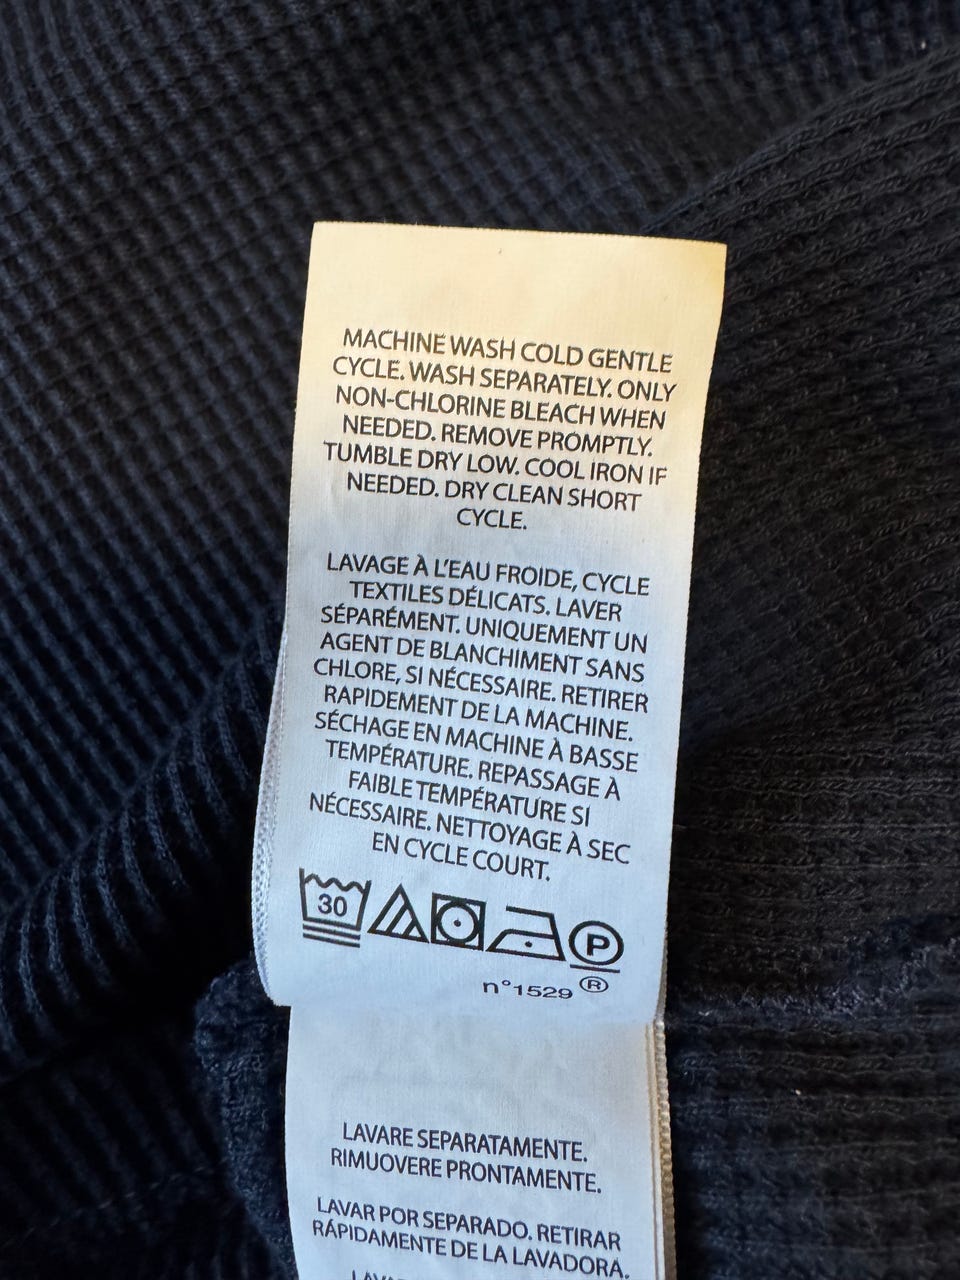 MACHINE WASH COLD GENTLE
CYCLE. WASH SEPARATELY. ONLY
NON-CHLORINE BLEACH WHEN
NEEDED. REMOVE PROMPTLY.
TUMBLE DRY LOW. COOL IRON IF
NEEDED. DRY CLEAN SHORT
CYCLE.
LAVAGE À L'EAU FROIDE, CYCLE
TEXTILES DÉLICATS. LAVER
SÉPARÉMENT. UNIQUEMENT UN
AGENT DE BLANCHIMENT SANS
CHLORE, SI NÉCESSAIRE. RETIRER
RAPIDEMENT DE LA MACHINE.
SÉCHAGE EN MACHINE À BASSE
TEMPÉRATURE. REPASSAGE À
FAIBLE TEMPÉRATURE SI
NÉCESSAIRE. NETTOYAGE À SEC
EN CYCLE COURT.
30 P
n°1529 ®
LAVARE SEPARATAMENTE.
RIMUOVERE PRONTAMENTE.
LAVAR POR SEPARADO. RETIRAR
RÁPIDAMENTE DE LA LAVADORA.